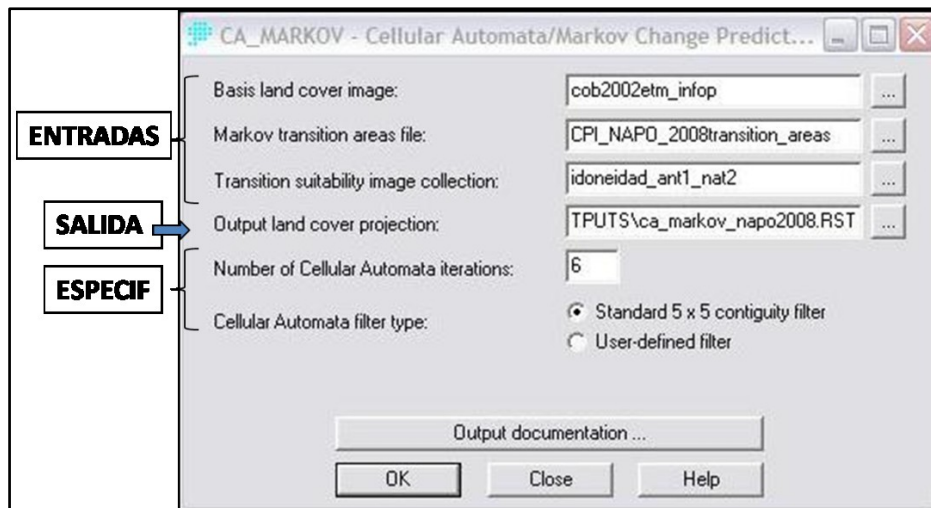 CA_MARKOV - Cellular Automata/Markov Change Predict...
ENTRADAS
Basis land cover image: cob2002etm_infop ...
Markov transition areas file: CPI_NAPO_2008transition_areas ...
Transition suitability image collection: idoneidad_ant1_nat2 ...
SALIDA
Output land cover projection: TPUTS\ca_markov_napo2008.RST ...
ESPECIF
Number of Cellular Automata iterations: 6
Cellular Automata filter type: Standard 5 x 5 contiguity filter
User-defined filter
Output documentation ...
OK Close Help